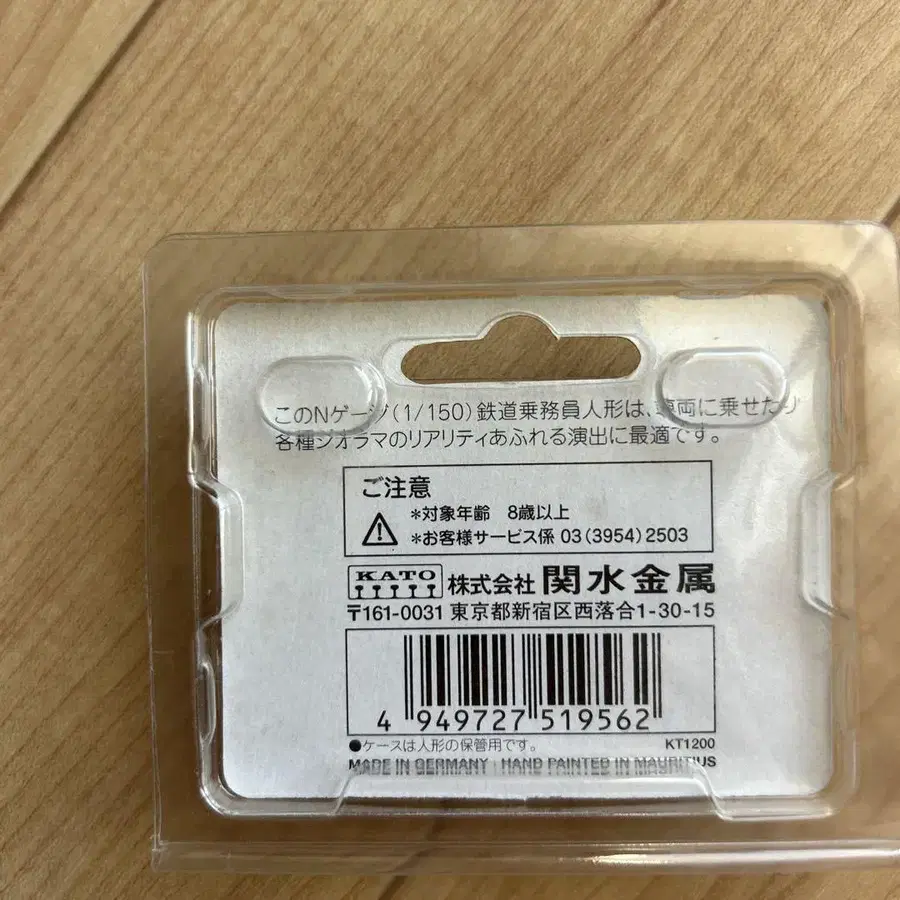 このNゲージ(1/150)鉄道乗務員人形は、車両に乗せたり
各種ジオラマのリアリティあふれる演出に最適です。
ご注意
*対象年齢 8歳以上
*お客様サービス係 03(3954)2503
KATO 株式会社 関水金属
〒161-0031 東京都新宿区西落合1-30-15
4 949727 519562
●ケースは人形の保管用です。 KT1200
MADE IN GERMANY HAND PAINTED IN MAURITIUS